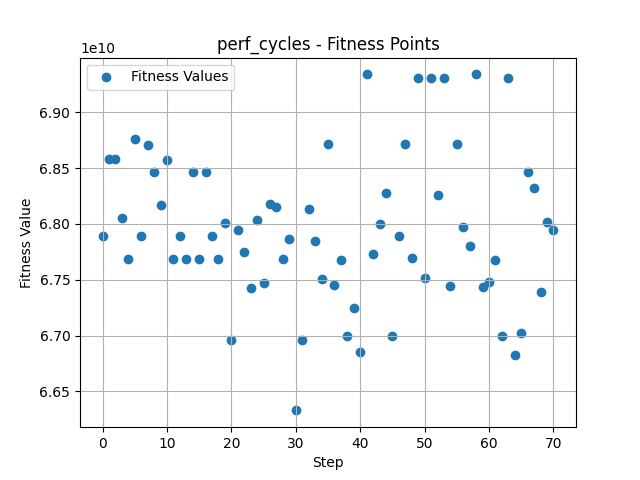 perf_cycles - Fitness Points
1e10
Fitness Values
6.90
6.85
6.80
6.75
6.70
6.65
Fitness Value
0 10 20 30 40 50 60 70
Step